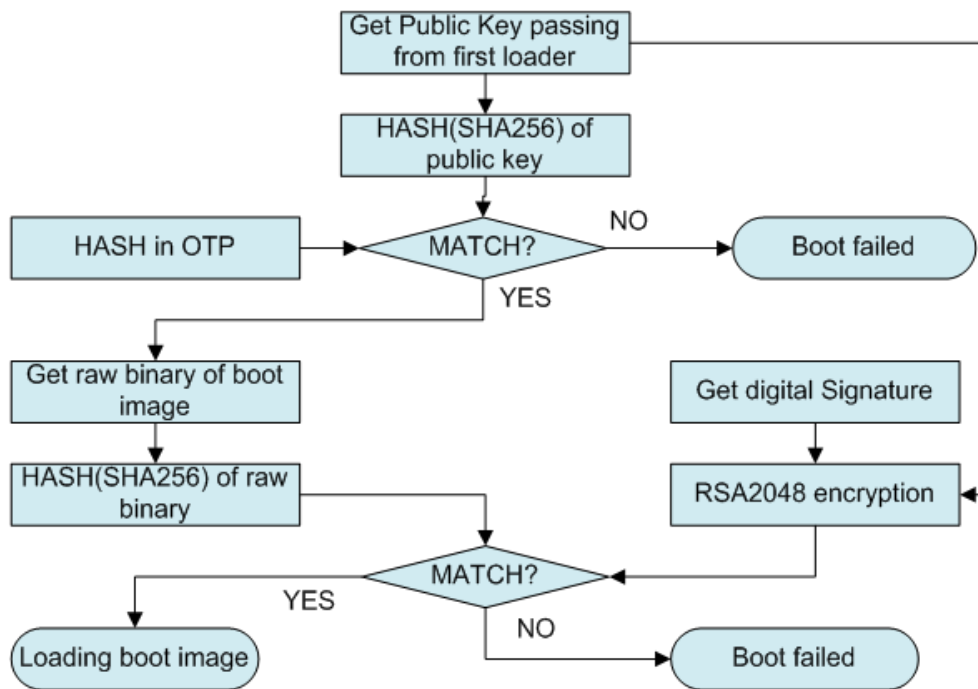 Get Public Key passing
from first loader
HASH(SHA256) of
public key
HASH in OTP
MATCH?
NO
Boot failed
YES
Get raw binary of boot
image
Get digital Signature
HASH(SHA256) of raw
binary
RSA2048 encryption
MATCH?
YES
NO
Loading boot image
Boot failed